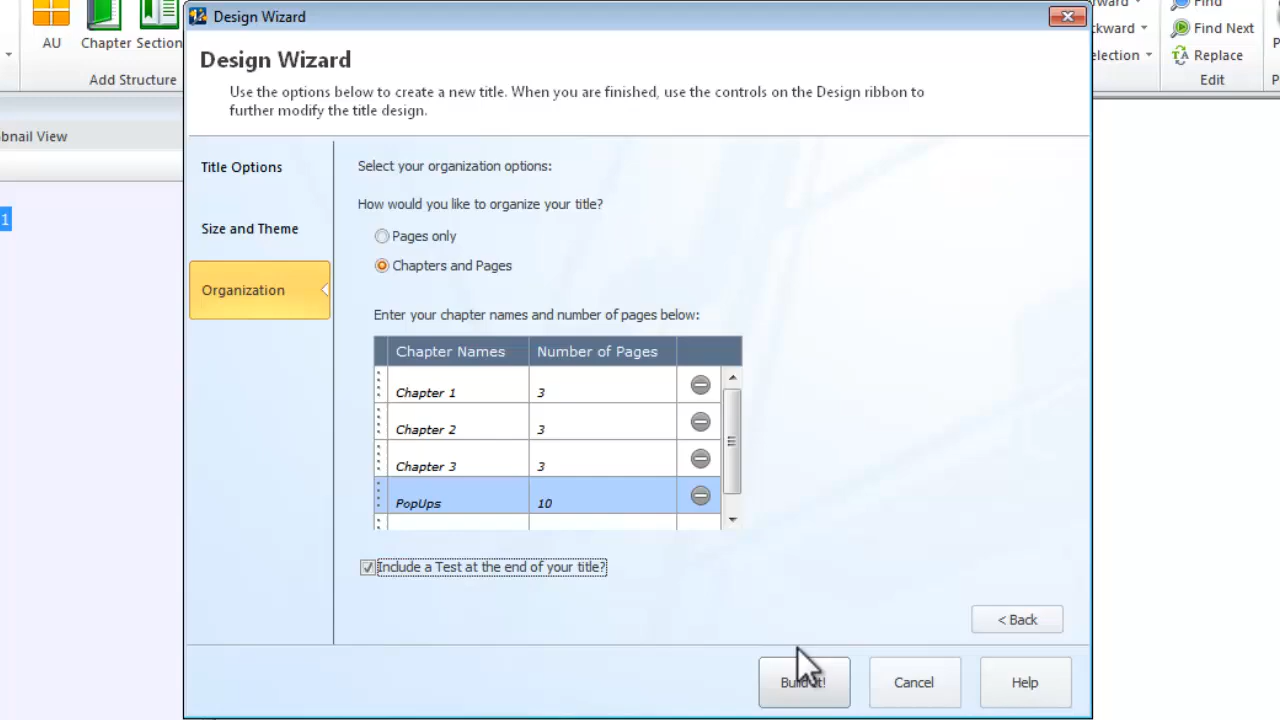 Design Wizard
AU
Chapter
Section
Add Structure
Find
Find Next
Replace
Edit
Design Wizard
Use the options below to create a new title. When you are finished, use the controls on the Design ribbon to
further modify the title design.
Title Options
Size and Theme
Organization
1
Select your organization options:
How would you like to organize your title?
Pages only
Chapters and Pages
Enter your chapter names and number of pages below:
Chapter Names Number of Pages
Chapter 1 3
Chapter 2 3
Chapter 3 3
PopUps 10
Include a Test at the end of your title?
< Back
Build It!
Cancel
Help
bnail View
kward
election